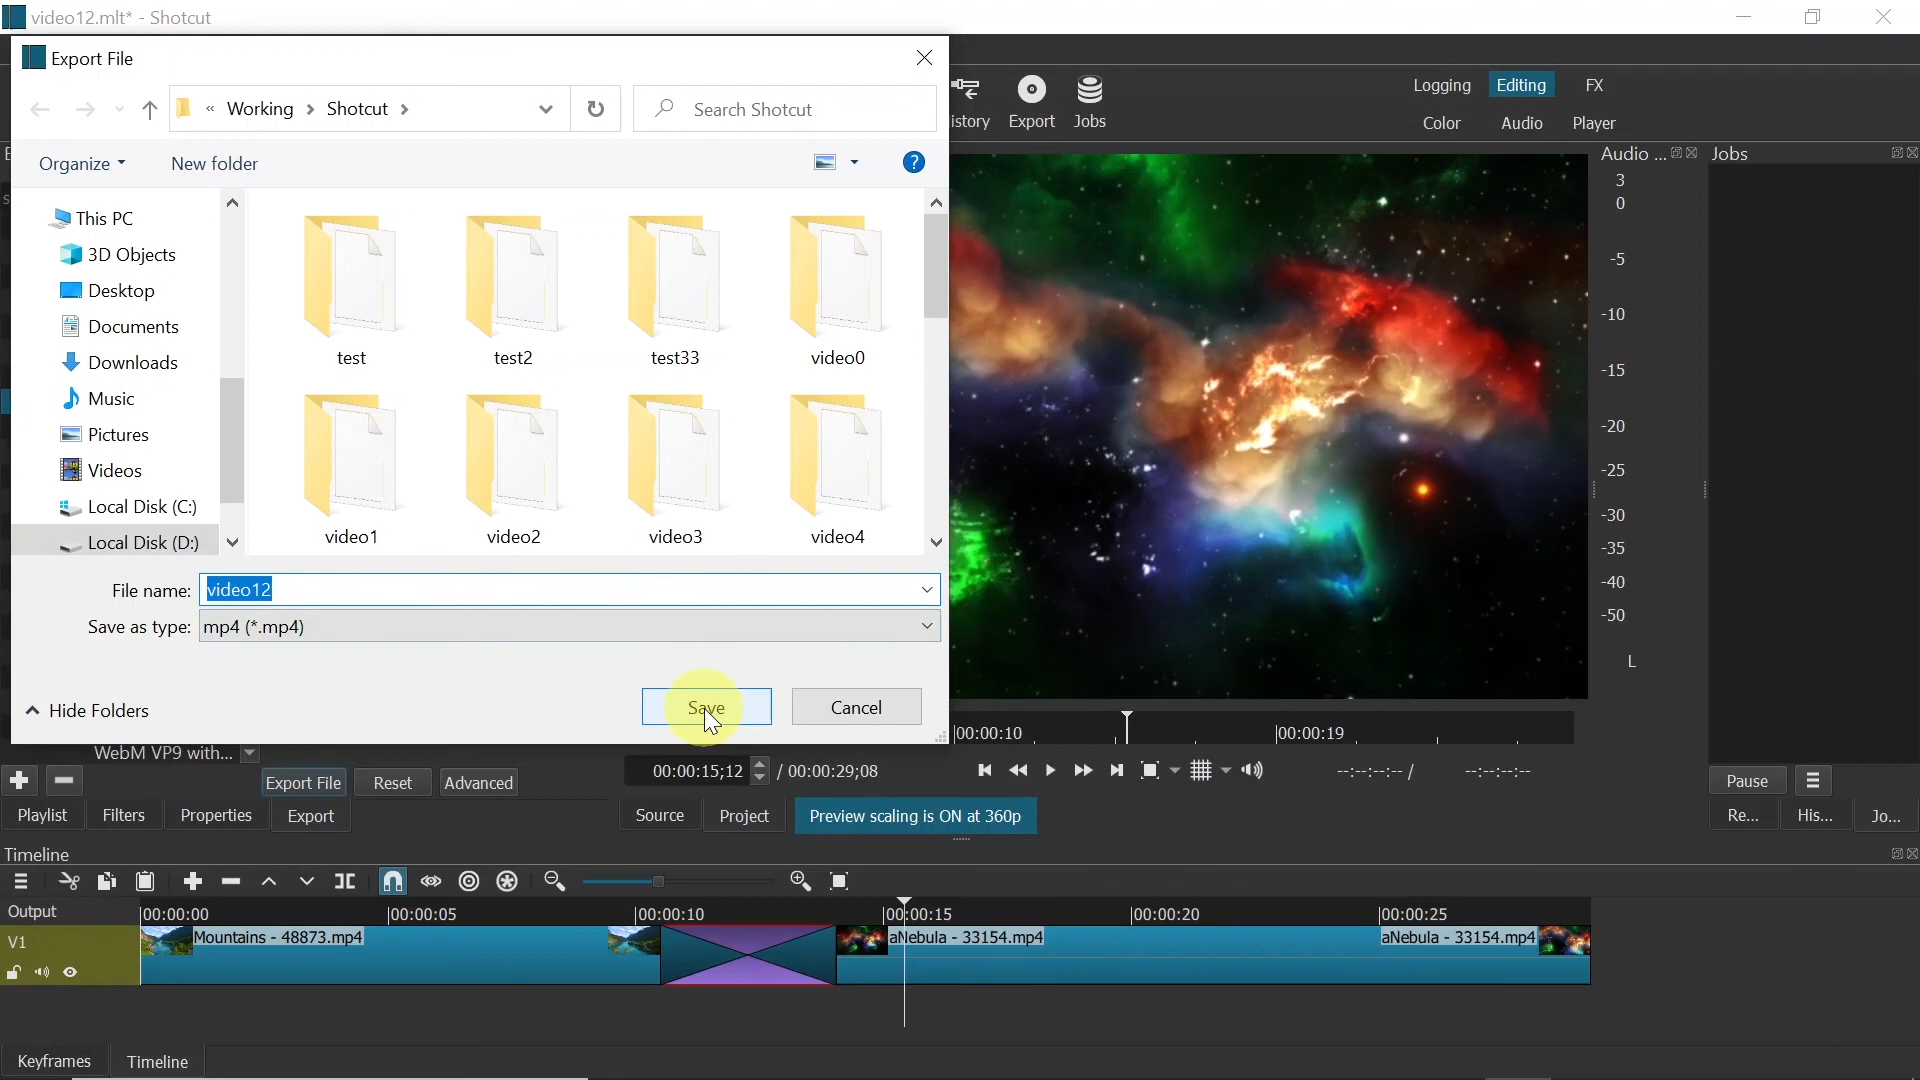 video12.mlt* - Shotcut
Export File
« Working › Shotcut ›
Search Shotcut
istory Export Jobs
Logging Editing FX
Color Audio Player
Organize
New folder
Audio ...
Jobs
This PC
3D Objects
Desktop
Documents
Downloads
Music
Pictures
Videos
Local Disk (C:)
Local Disk (D:)
test test2 test33 video0
video1 video2 video3 video4
3
0
-5
-10
-15
-20
-25
-30
-35
-40
-50
L
File name: video12
Save as type: mp4 (*.mp4)
Hide Folders
Save
Cancel
00:00:10
00:00:19
WebM VP9 with...
Export File Reset Advanced
00:00:15;12 / 00:00:29;08
--:--:--:-- / --:--:--:--
Pause
Playlist Filters Properties Export
Source Project Preview scaling is ON at 360p
Re... His... Jo...
Timeline
Output
00:00:00 00:00:05 00:00:10 00:00:15 00:00:20 00:00:25
V1
Mountains - 48873.mp4
aNebula - 33154.mp4
aNebula - 33154.mp4
Keyframes Timeline